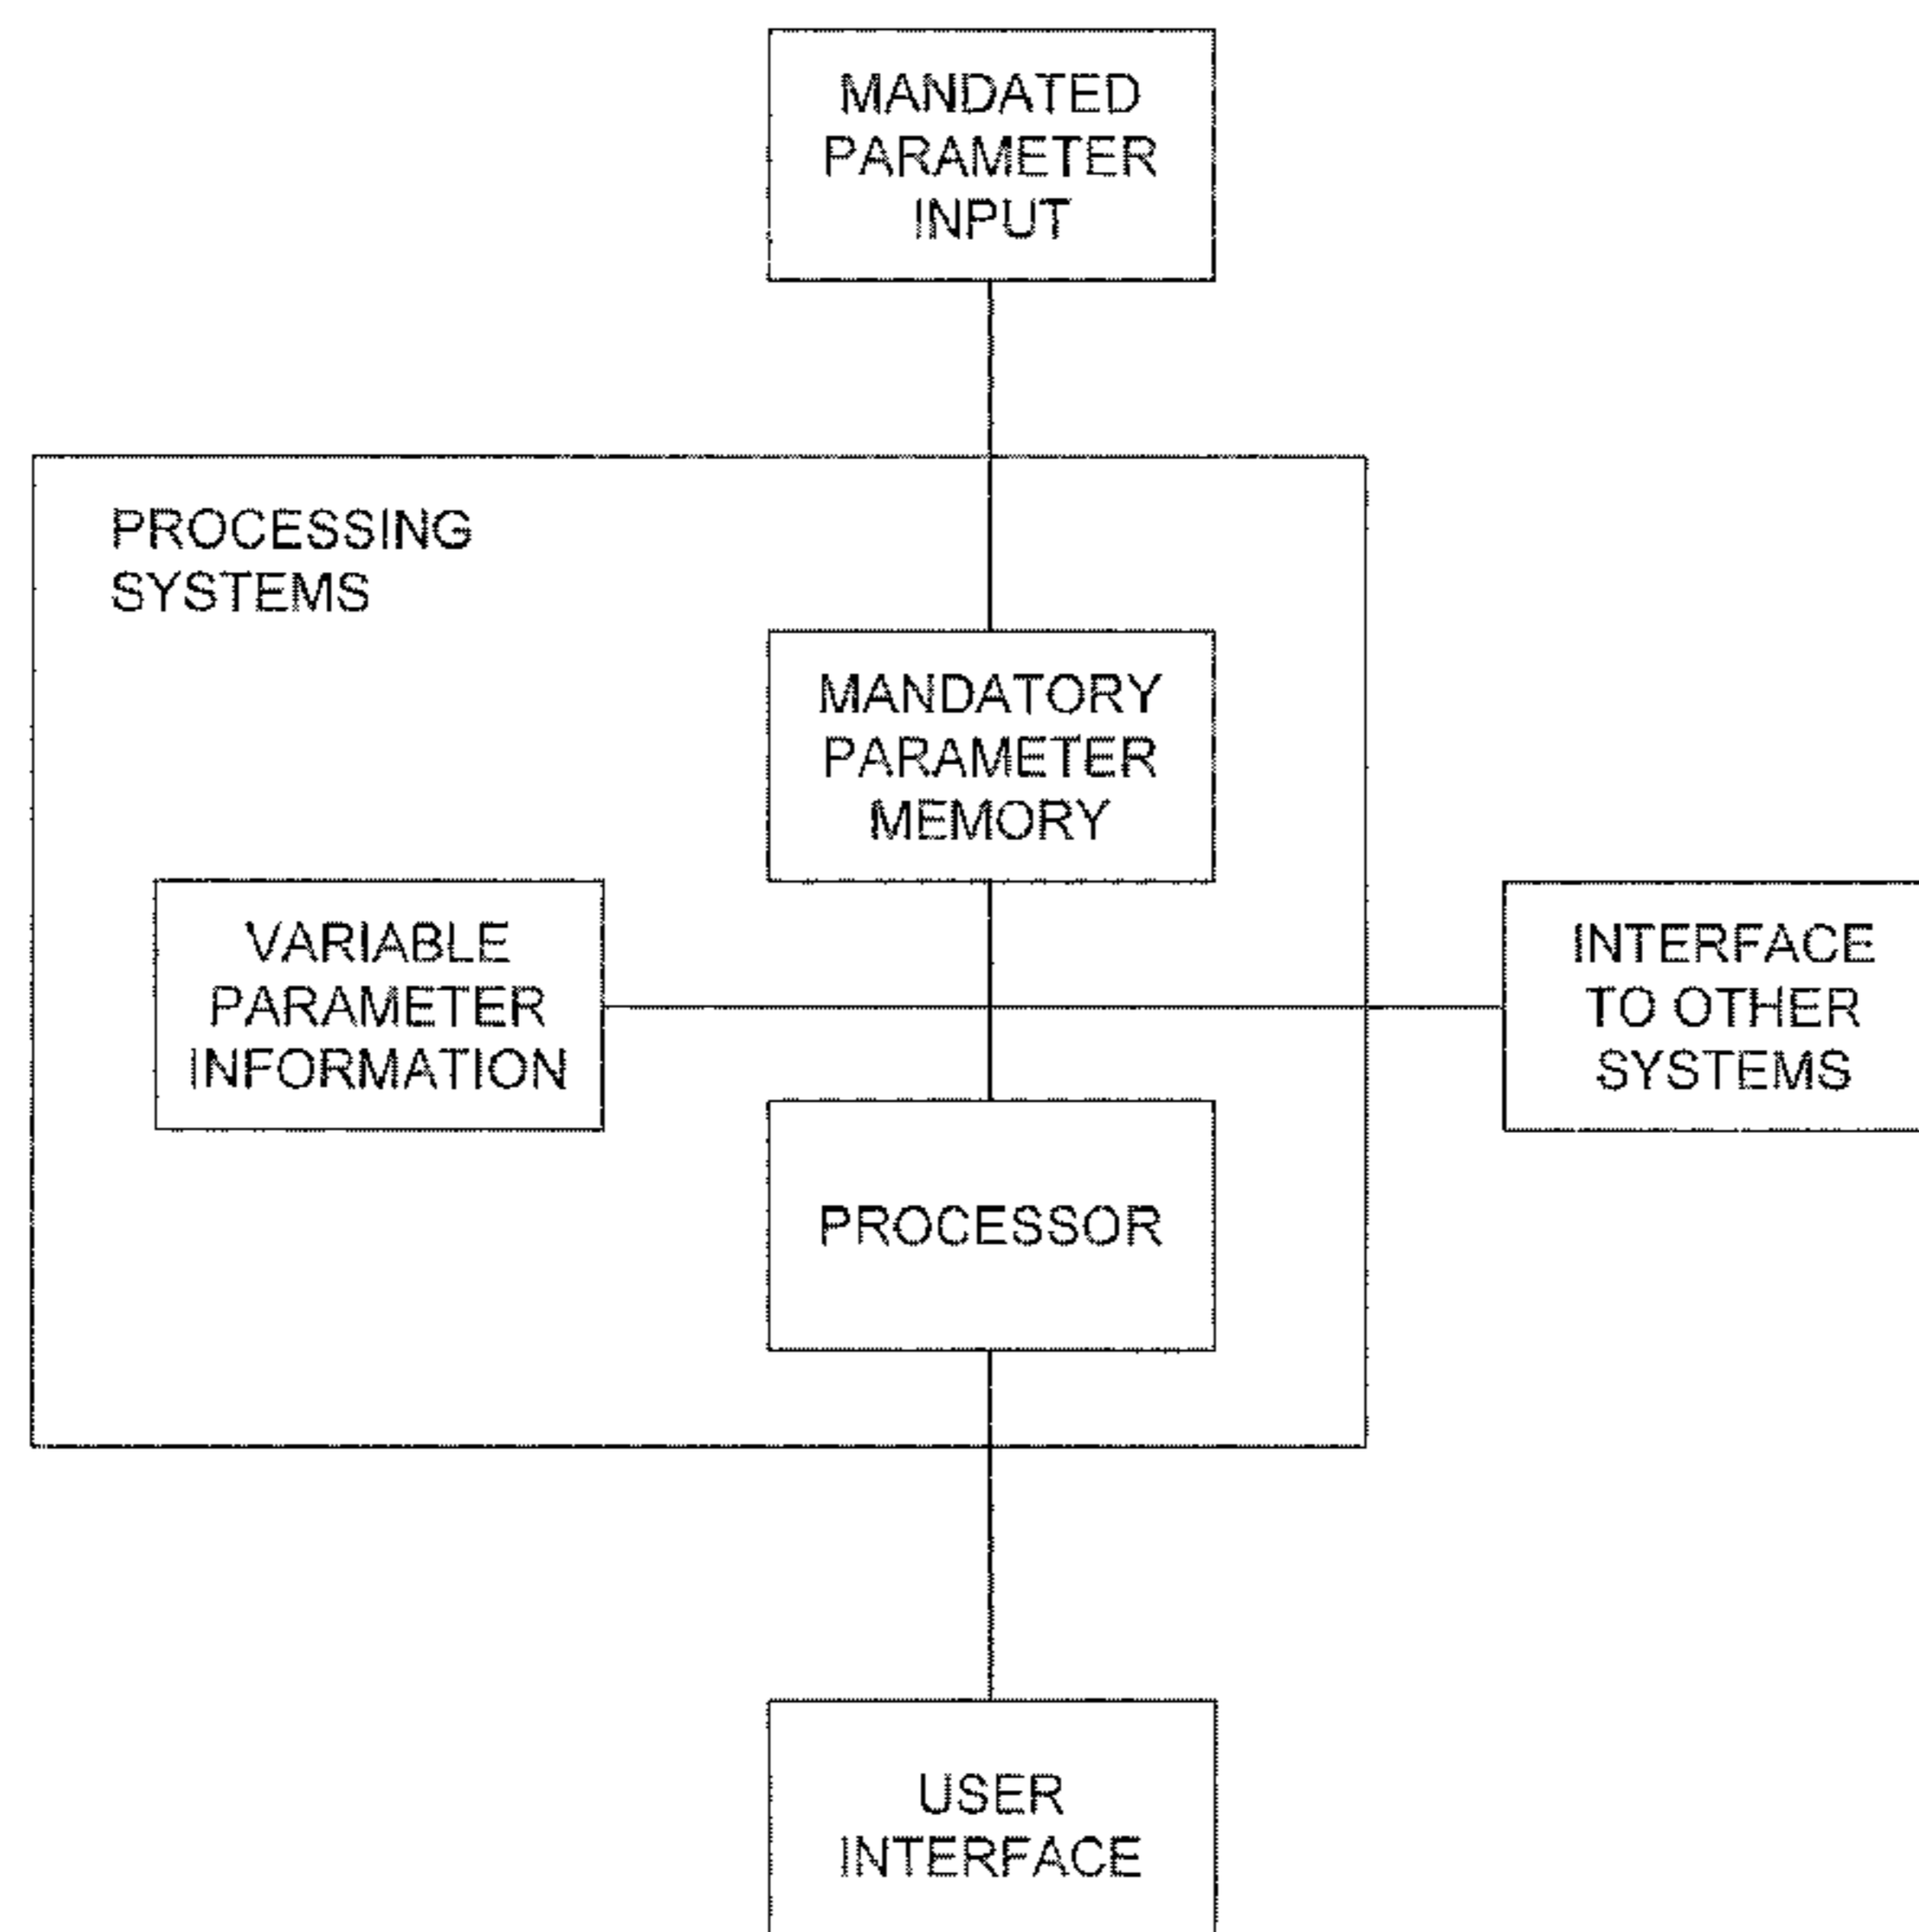 MANDATED
PARAMETER
INPUT
PROCESSING
SYSTEMS
MANDATORY
PARAMETER
MEMORY
VARIABLE
PARAMETER
INFORMATION
INTERFACE
TO OTHER
SYSTEMS
PROCESSOR
USER
INTERFACE